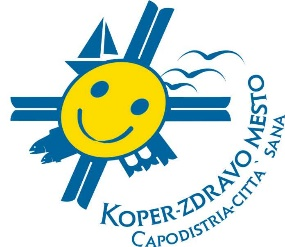 KOPER-ZDRAVO MESTO
CAPODISTRIA-CITTÀ SANA